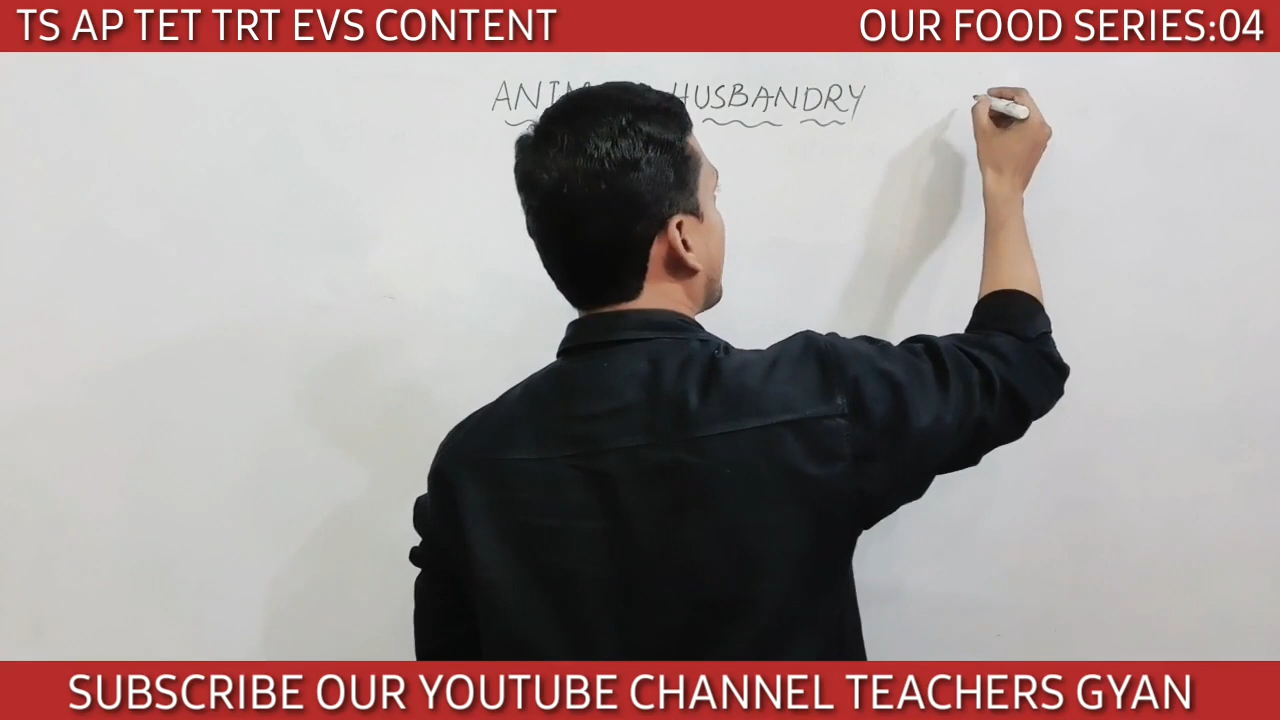 TS AP TET TRT EVS CONTENT
OUR FOOD SERIES:04
HUSBANDRY
SUBSCRIBE OUR YOUTUBE CHANNEL TEACHERS GYAN